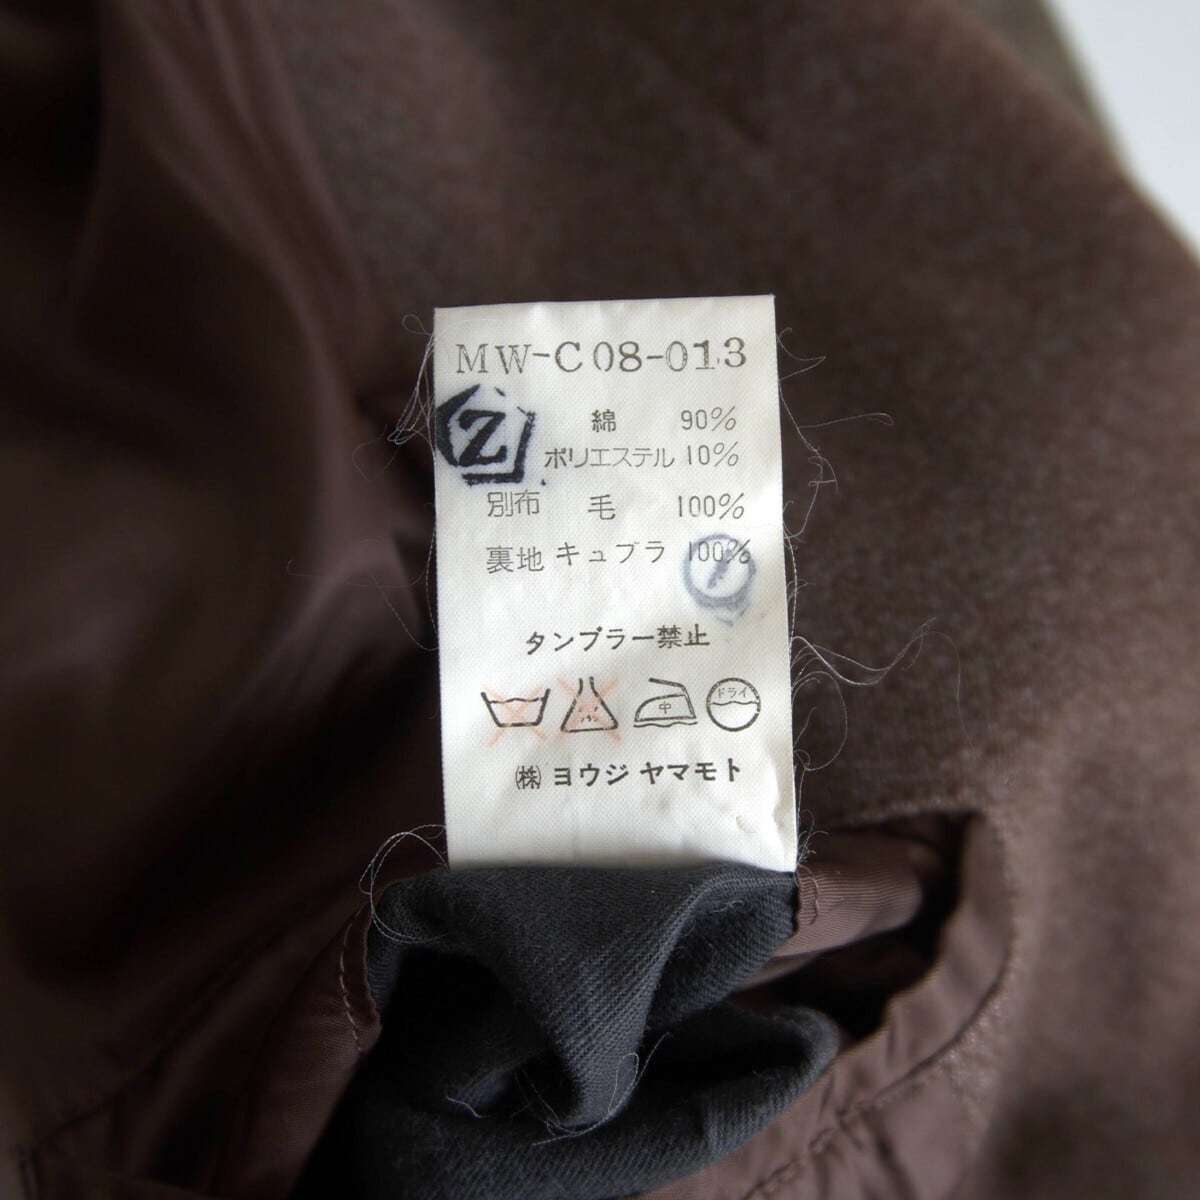 MW-C08-013
Z
綿 90%
ポリエステル 10%
別布 毛 100%
裏地 キュプラ 100%
タンブラー禁止
中 ドライ
㈱ ヨウジ ヤマモト